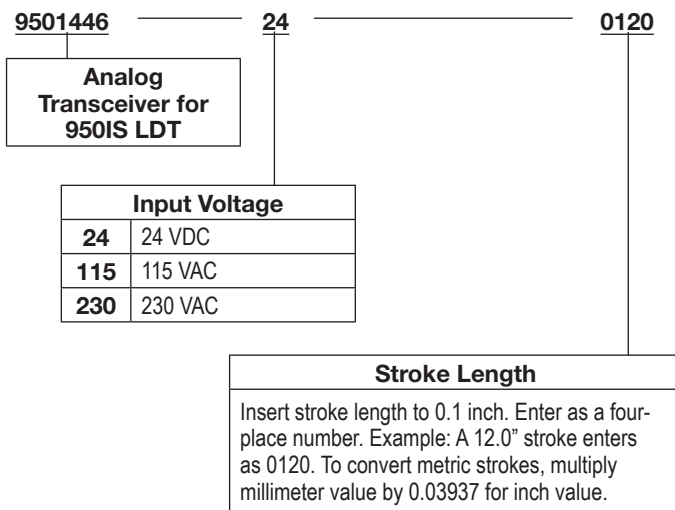 9501446 24 0120
Analog
Transceiver for
950IS LDT
Input Voltage
24 24 VDC
115 115 VAC
230 230 VAC
Stroke Length
Insert stroke length to 0.1 inch. Enter as a four-
place number. Example: A 12.0” stroke enters
as 0120. To convert metric strokes, multiply
millimeter value by 0.03937 for inch value.